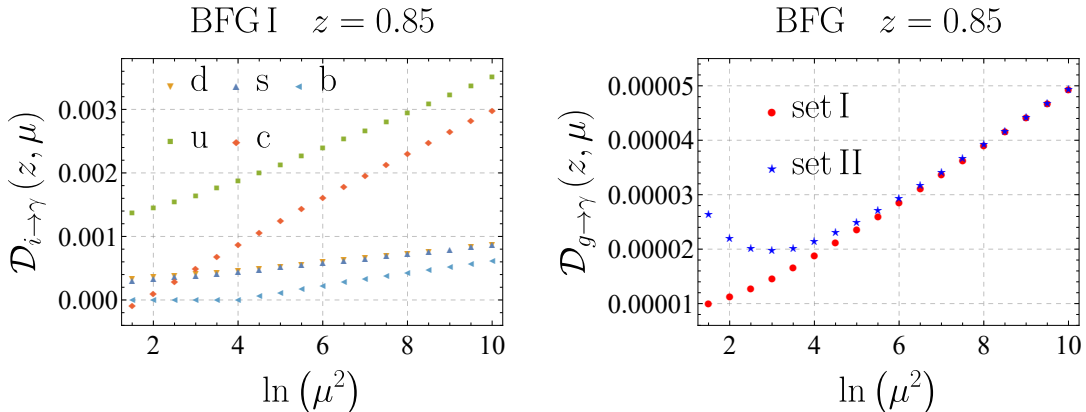 BFG I z = 0.85
d s b
u c
0.003
0.002
0.001
0.000
2 4 6 8 10
ln (μ²)
𝒟ᵢ→γ (z, μ)
BFG z = 0.85
set I
set II
0.00005
0.00004
0.00003
0.00002
0.00001
2 4 6 8 10
ln (μ²)
𝒟g→γ (z, μ)